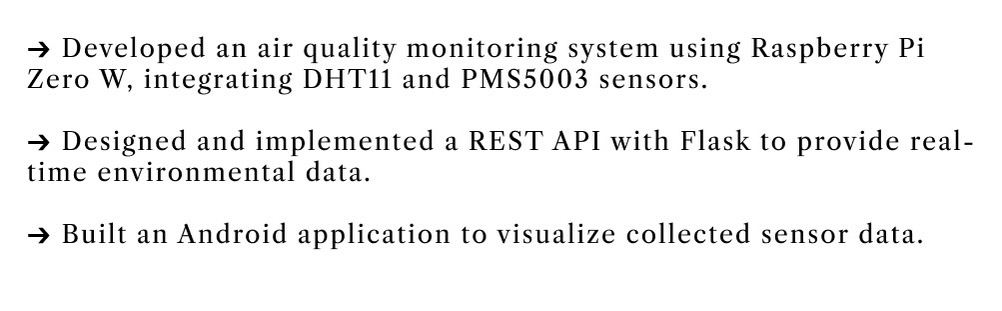 → Developed an air quality monitoring system using Raspberry Pi
Zero W, integrating DHT11 and PMS5003 sensors.
→ Designed and implemented a REST API with Flask to provide real-
time environmental data.
→ Built an Android application to visualize collected sensor data.